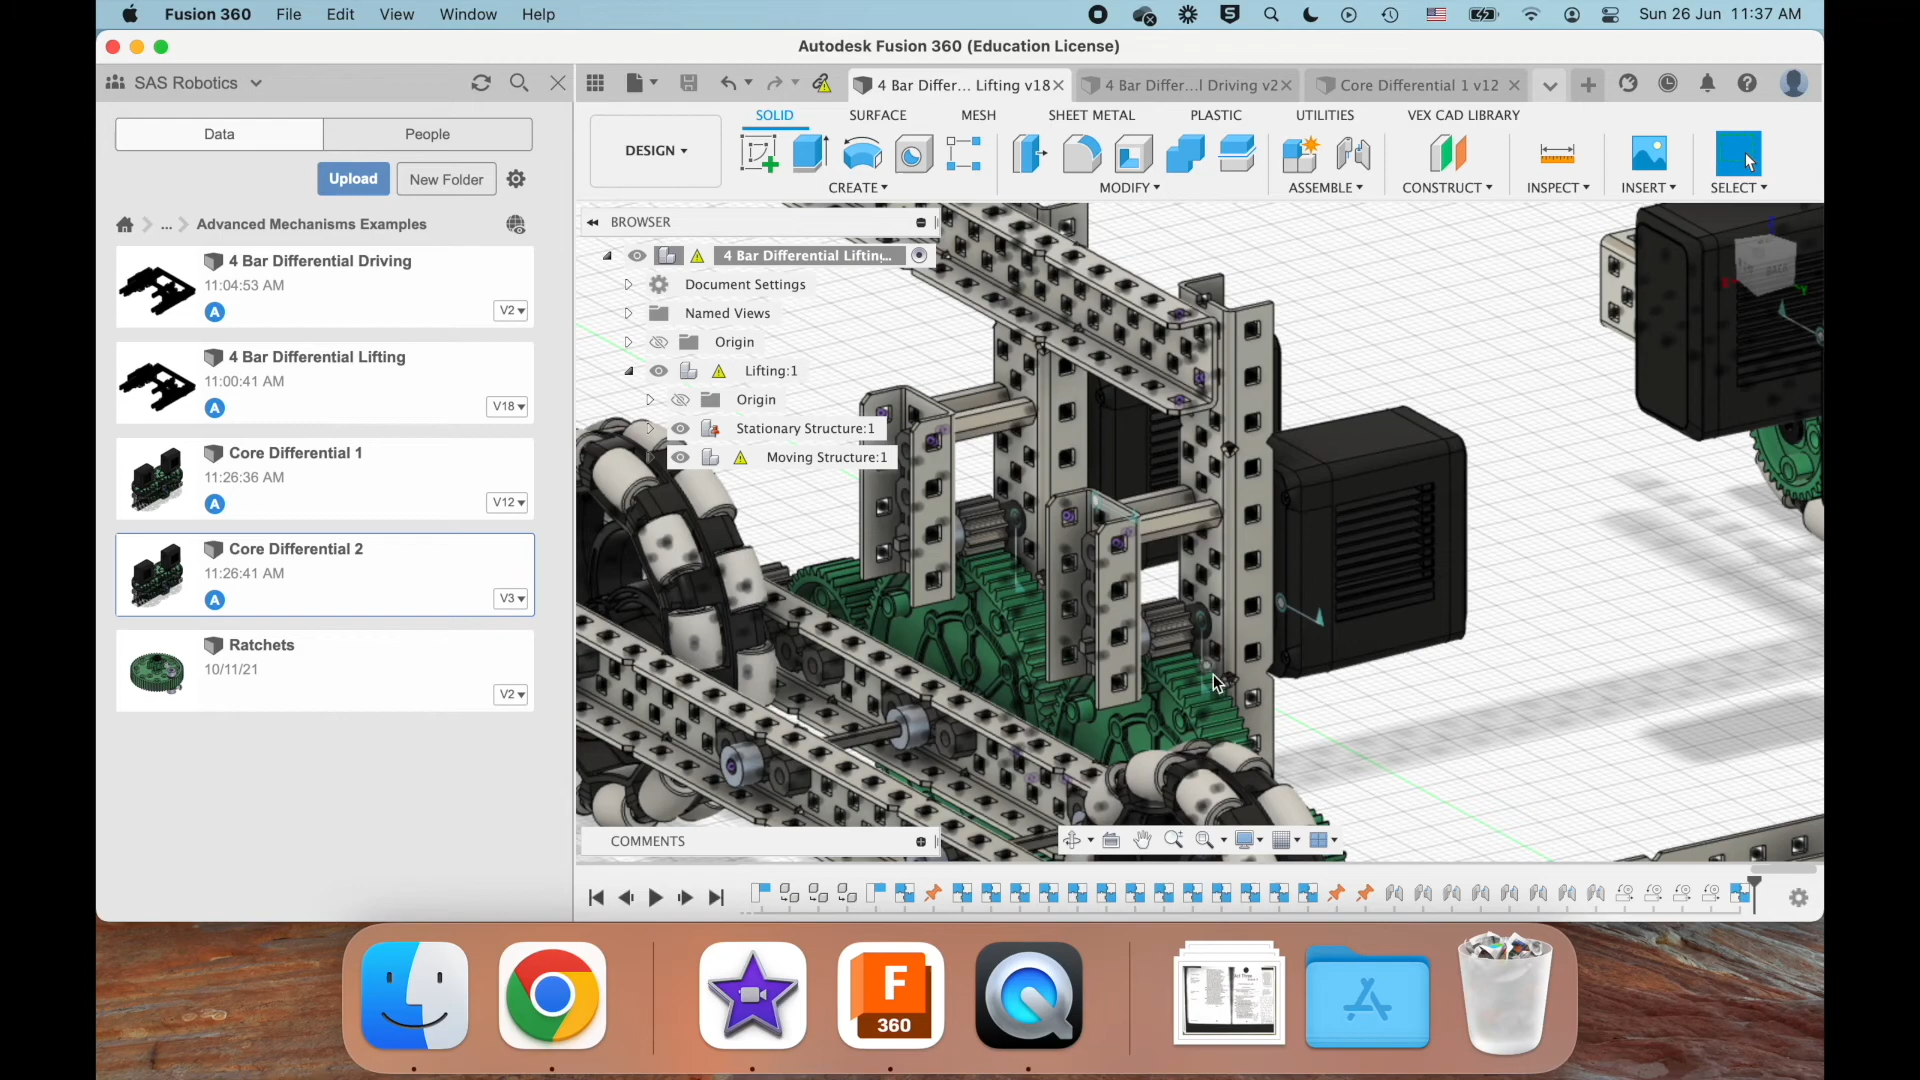 Fusion 360 File Edit View Window Help
Sun 26 Jun 11:37 AM
Autodesk Fusion 360 (Education License)
SAS Robotics
4 Bar Differ... Lifting v18
4 Bar Differ...l Driving v2
Core Differential 1 v12
Data
People
Upload
New Folder
... Advanced Mechanisms Examples
4 Bar Differential Driving
11:04:53 AM
A
V2
4 Bar Differential Lifting
11:00:41 AM
A
V18
Core Differential 1
11:26:36 AM
A
V12
Core Differential 2
11:26:41 AM
A
V3
Ratchets
10/11/21
V2
SOLID SURFACE MESH SHEET METAL PLASTIC UTILITIES VEX CAD LIBRARY
DESIGN
CREATE MODIFY ASSEMBLE CONSTRUCT INSPECT INSERT SELECT
BROWSER
4 Bar Differential Lifting...
Document Settings
Named Views
Origin
Lifting:1
Origin
Stationary Structure:1
Moving Structure:1
BACK
COMMENTS
F
360